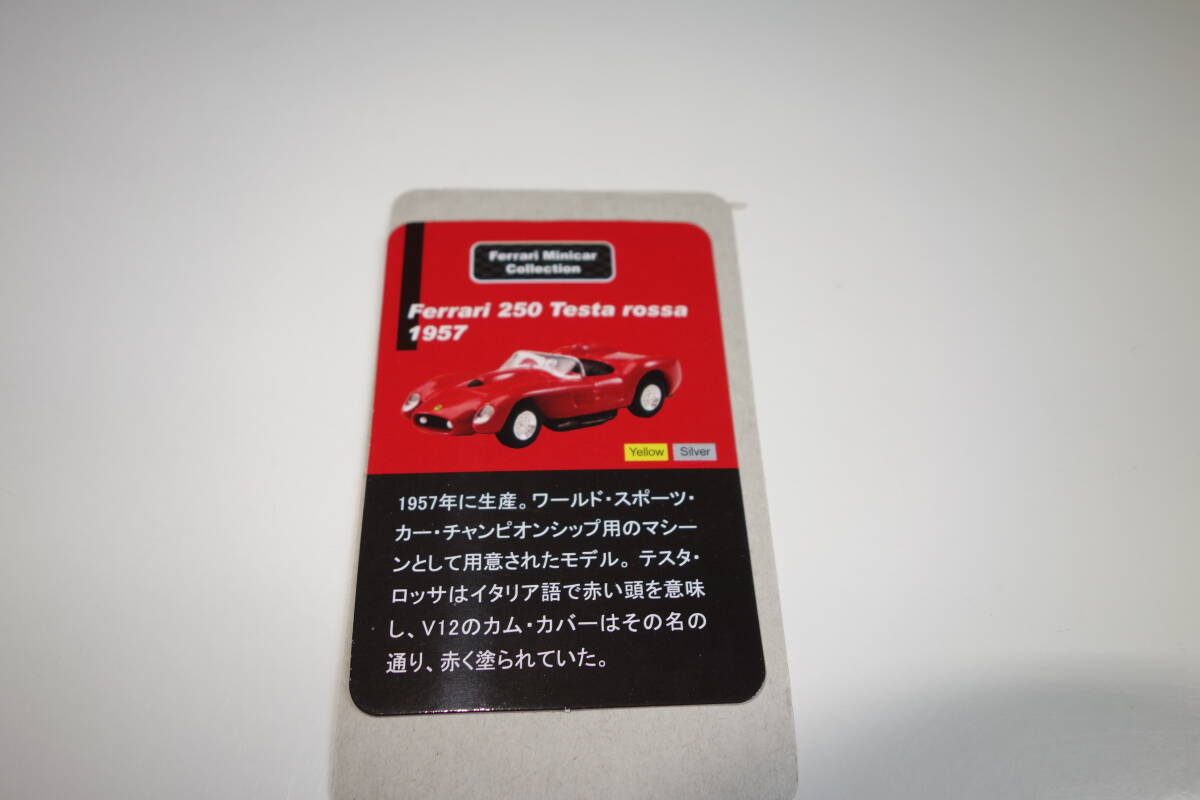 Ferrari Minicar
Collection
Ferrari 250 Testa rossa
1957
Yellow Silver
1957年に生産。ワールド・スポーツ・
カー・チャンピオンシップ用のマシー
ンとして用意されたモデル。テスタ・
ロッサはイタリア語で赤い頭を意味
し、V12のカム・カバーはその名の
通り、赤く塗られていた。